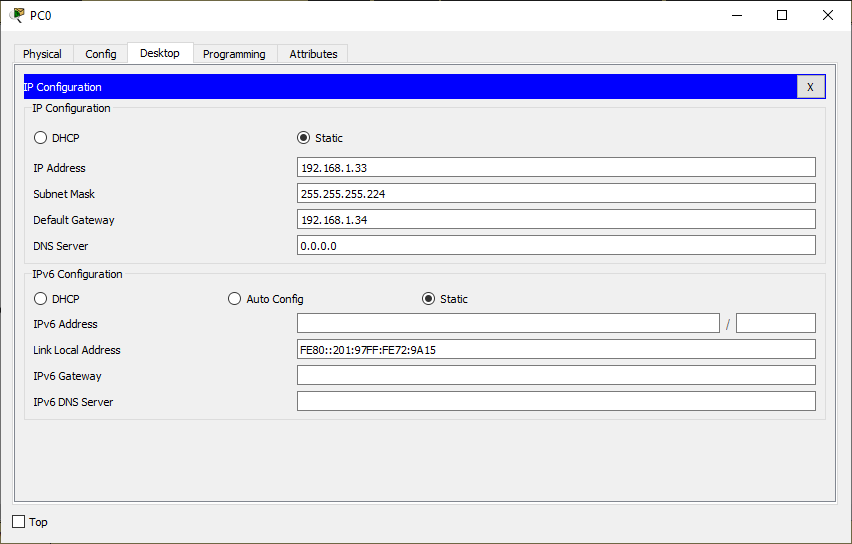 PC0
Physical Config Desktop Programming Attributes
IP Configuration X
IP Configuration
DHCP Static
IP Address 192.168.1.33
Subnet Mask 255.255.255.224
Default Gateway 192.168.1.34
DNS Server 0.0.0.0
IPv6 Configuration
DHCP Auto Config Static
IPv6 Address /
Link Local Address FE80::201:97FF:FE72:9A15
IPv6 Gateway
IPv6 DNS Server
Top